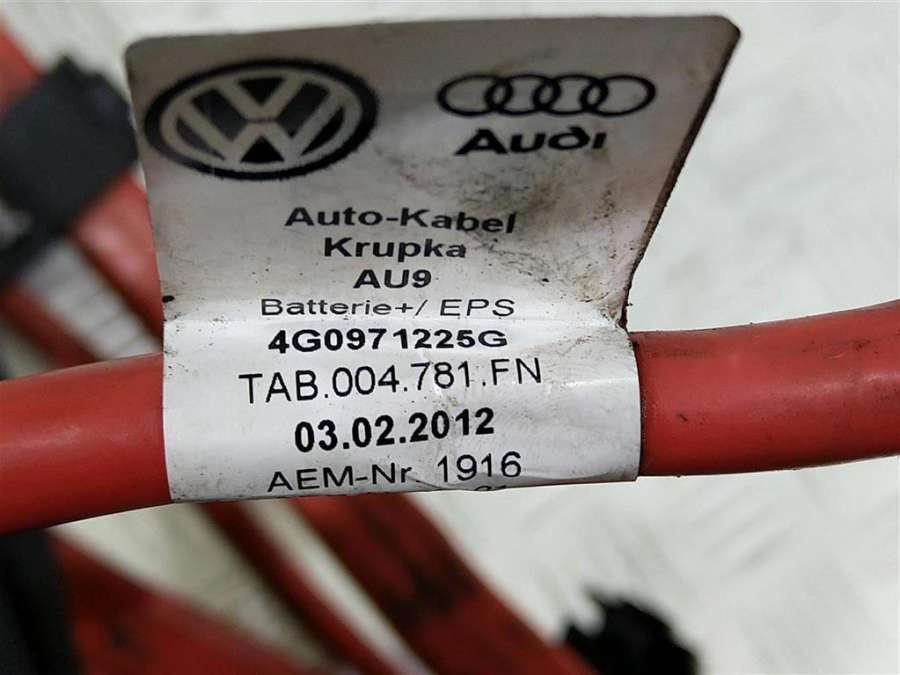 Audi
Auto-Kabel
Krupka
AU9
Batterie+/ EPS
4G0971225G
TAB.004.781.FN
03.02.2012
AEM-Nr. 1916